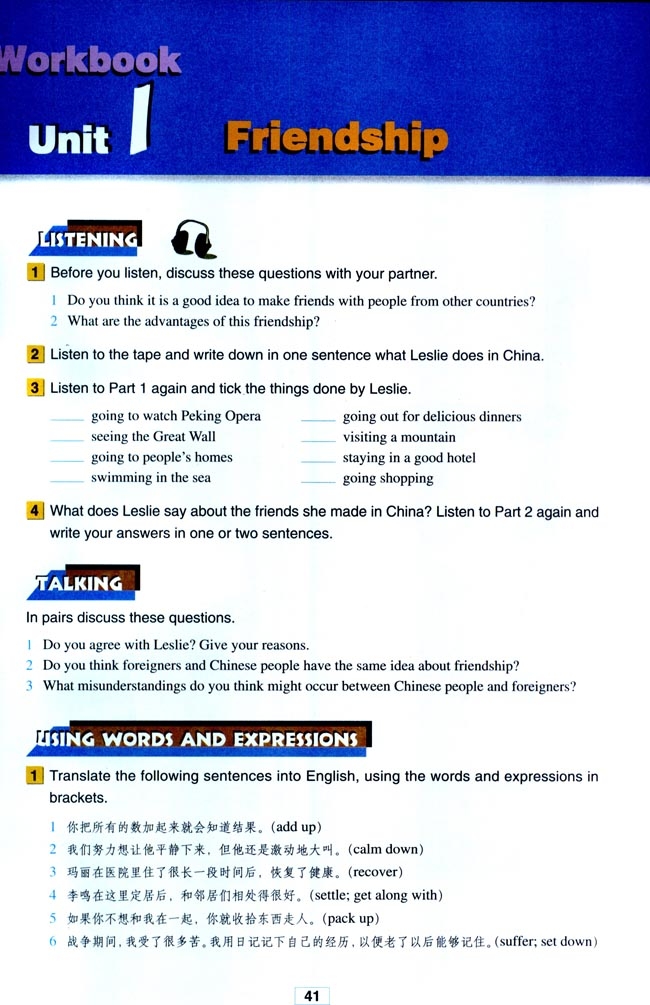 Workbook
Unit 1 Friendship
LISTENING
1 Before you listen, discuss these questions with your partner.
1 Do you think it is a good idea to make friends with people from other countries?
2 What are the advantages of this friendship?
2 Listen to the tape and write down in one sentence what Leslie does in China.
3 Listen to Part 1 again and tick the things done by Leslie.
_____ going to watch Peking Opera _____ going out for delicious dinners
_____ seeing the Great Wall _____ visiting a mountain
_____ going to people's homes _____ staying in a good hotel
_____ swimming in the sea _____ going shopping
4 What does Leslie say about the friends she made in China? Listen to Part 2 again and
write your answers in one or two sentences.
TALKING
In pairs discuss these questions.
1 Do you agree with Leslie? Give your reasons.
2 Do you think foreigners and Chinese people have the same idea about friendship?
3 What misunderstandings do you think might occur between Chinese people and foreigners?
USING WORDS AND EXPRESSIONS
1 Translate the following sentences into English, using the words and expressions in
brackets.
1 你把所有的数加起来就会知道结果。(add up)
2 我们努力想让他平静下来，但他还是激动地大叫。(calm down)
3 玛丽在医院里住了很长一段时间后，恢复了健康。(recover)
4 李鸣在这里定居后，和邻居们相处得很好。(settle; get along with)
5 如果你不想和我在一起，你就收拾东西走人。(pack up)
6 战争期间，我受了很多苦。我用日记记下自己的经历，以便老了以后能够记住。(suffer; set down)
41